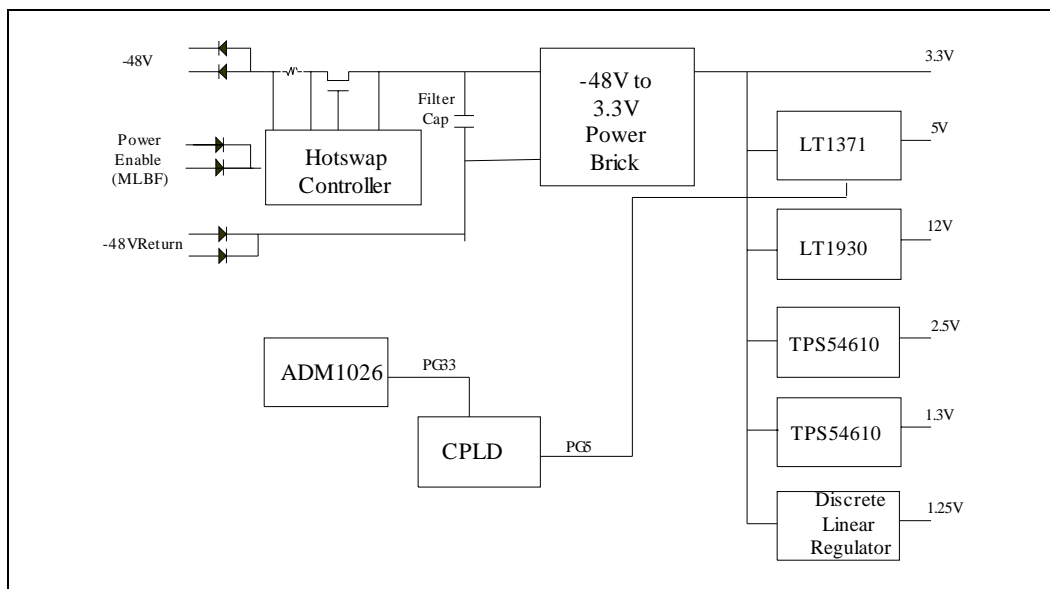 -48V
Power
Enable
(MLBF)
-48VReturn
Hotswap
Controller
Filter
Cap
-48V to
3.3V
Power
Brick
3.3V
LT1371
5V
LT1930
12V
TPS54610
2.5V
TPS54610
1.3V
Discrete
Linear
Regulator
1.25V
ADM1026
PG33
CPLD
PG5